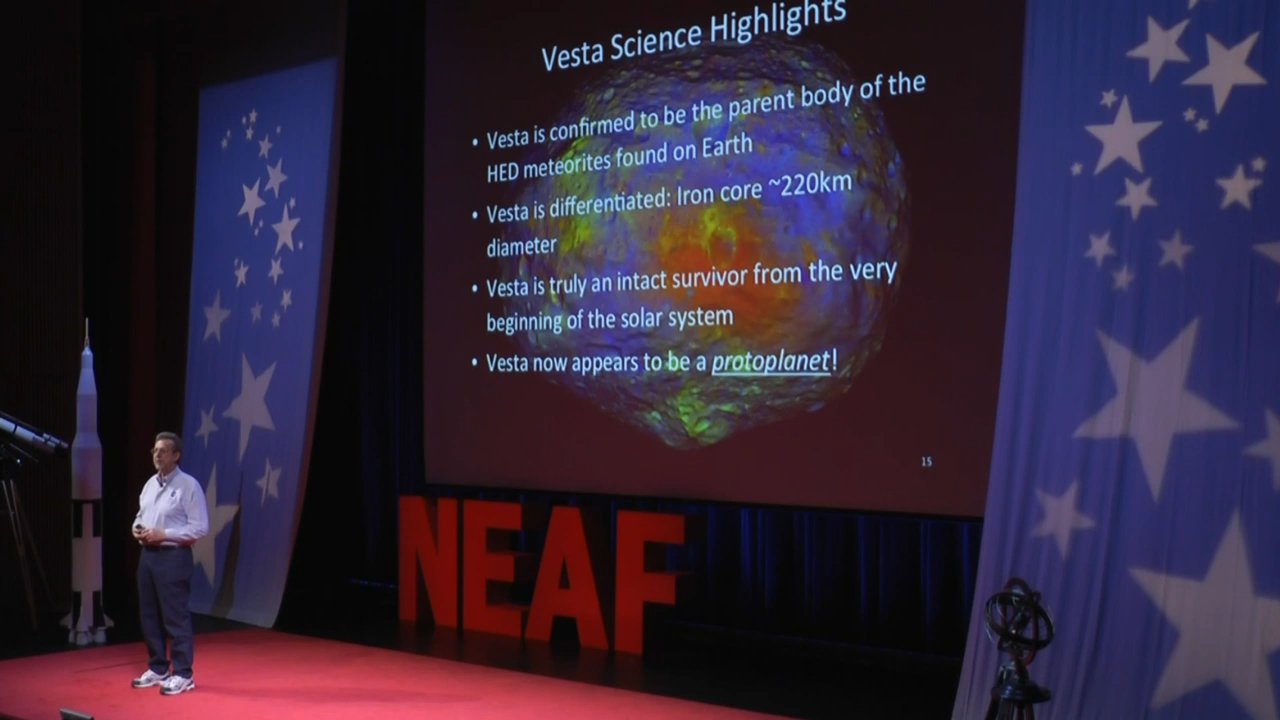 Vesta Science Highlights
• Vesta is confirmed to be the parent body of the
HED meteorites found on Earth
• Vesta is differentiated: Iron core ~220km
diameter
• Vesta is truly an intact survivor from the very
beginning of the solar system
• Vesta now appears to be a protoplanet!
15
NEAF